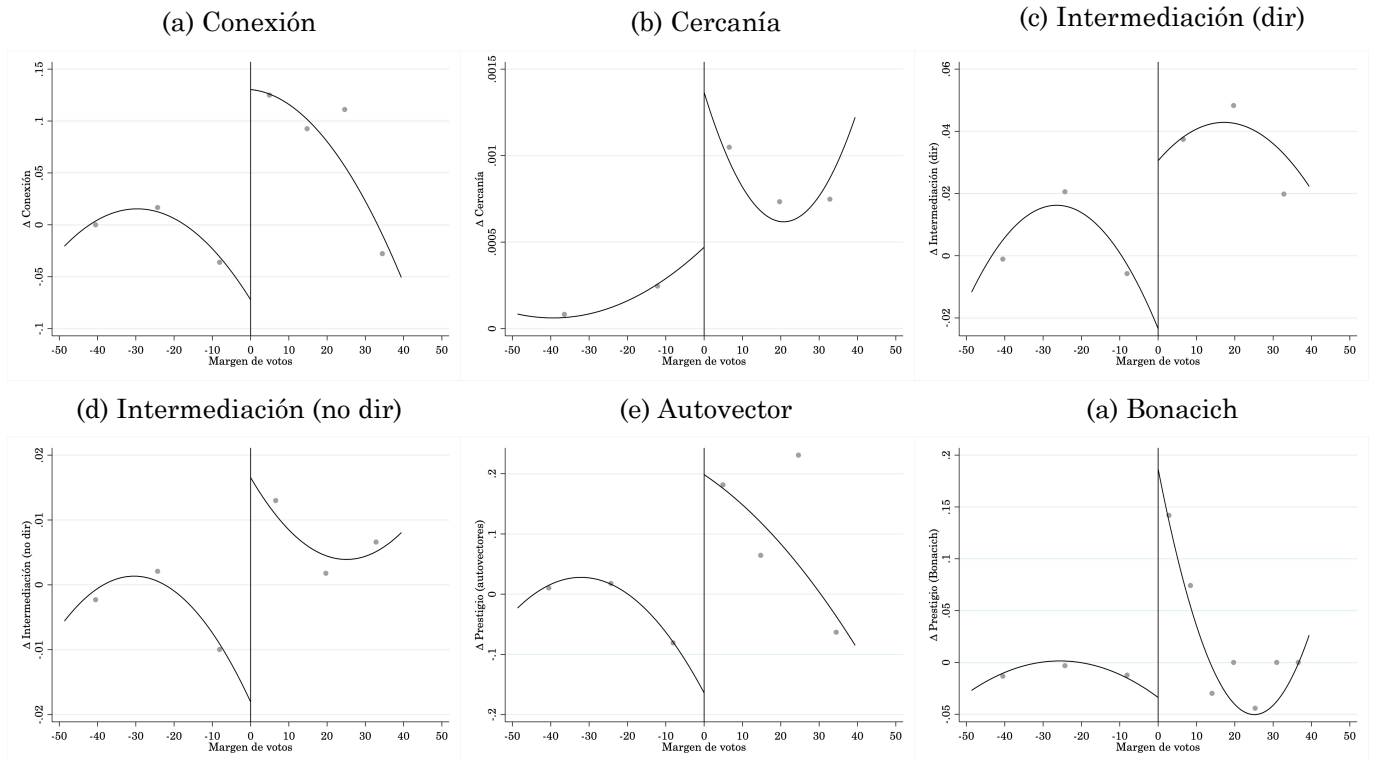 (a) Conexión
(b) Cercanía
(c) Intermediación (dir)
Δ Conexión
.15
.1
.05
0
-.05
-.1
-50 -40 -30 -20 -10 0 10 20 30 40 50
Margen de votos
Δ Cercanía
.0015
.001
.0005
0
-50 -40 -30 -20 -10 0 10 20 30 40 50
Margen de votos
Δ Intermediación (dir)
.06
.04
.02
0
-.02
-50 -40 -30 -20 -10 0 10 20 30 40 50
Margen de votos
(d) Intermediación (no dir)
(e) Autovector
(a) Bonacich
Δ Intermediación (no dir)
.02
.01
0
-.01
-.02
-50 -40 -30 -20 -10 0 10 20 30 40 50
Margen de votos
Δ Prestigio (autovectores)
.2
.1
0
-.1
-.2
-50 -40 -30 -20 -10 0 10 20 30 40 50
Margen de votos
Δ Prestigio (Bonacich)
.2
.15
.1
.05
0
-.05
-50 -40 -30 -20 -10 0 10 20 30 40 50
Margen de votos